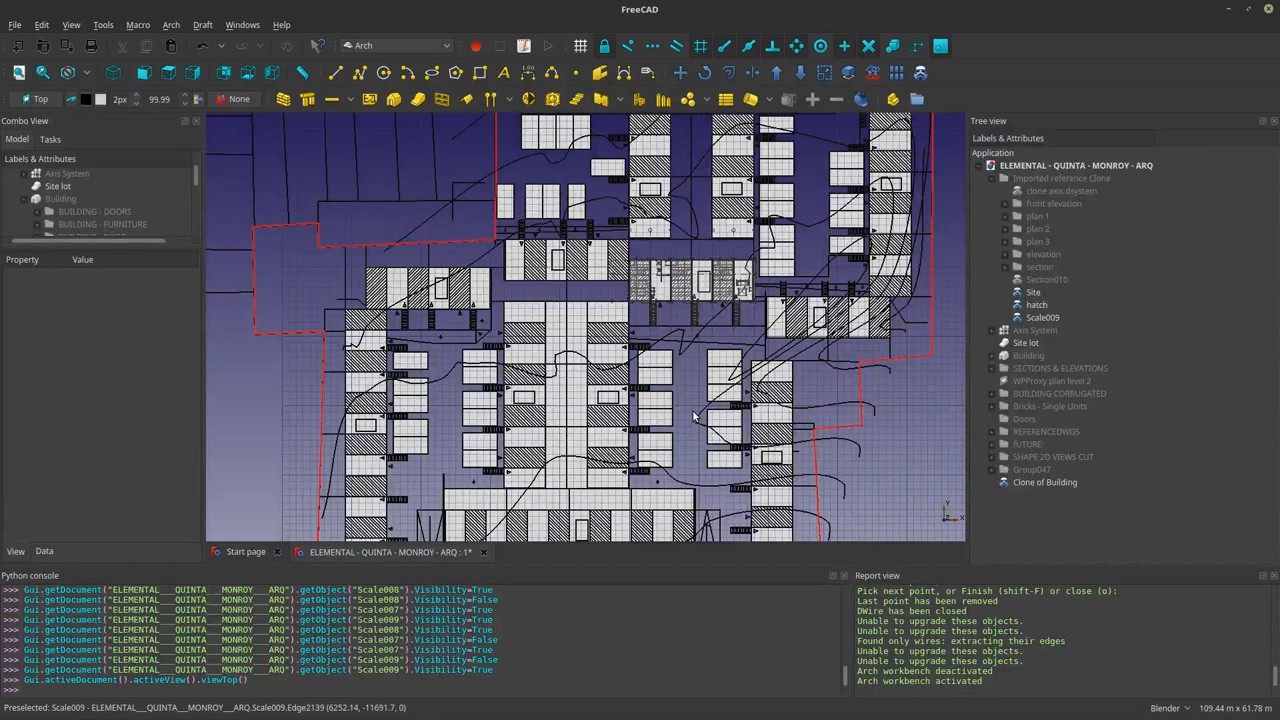 FreeCAD
File Edit View Tools Macro Arch Draft Windows Help
Arch
Top 2px 99.99 None
Combo View
Model Tasks
Labels & Attributes
Axis System
Site lot
Building
BUILDING - DOORS
BUILDING - FURNITURE
Property Value
View Data
Start page
ELEMENTAL - QUINTA - MONROY - ARQ : 1*
Tree view
Labels & Attributes
Application
ELEMENTAL - QUINTA - MONROY - ARQ
Imported reference Clone
clone axis dsystem
front elevation
plan 1
plan 2
plan 3
elevation
section
Section010
Site
hatch
Scale009
Axis System
Site lot
Building
SECTIONS & ELEVATIONS
WPProxy plan level 2
BUILDING CORRUGATED
Bricks - Single Units
Doors
REFERENCEDWGS
fUTURE
SHAPE 2D VIEWS CUT
Group047
Clone of Building
Python console
>>> Gui.getDocument("ELEMENTAL___QUINTA___MONROY___ARQ").getObject("Scale008").Visibility=True
>>> Gui.getDocument("ELEMENTAL___QUINTA___MONROY___ARQ").getObject("Scale008").Visibility=False
>>> Gui.getDocument("ELEMENTAL___QUINTA___MONROY___ARQ").getObject("Scale007").Visibility=True
>>> Gui.getDocument("ELEMENTAL___QUINTA___MONROY___ARQ").getObject("Scale009").Visibility=True
>>> Gui.getDocument("ELEMENTAL___QUINTA___MONROY___ARQ").getObject("Scale008").Visibility=True
>>> Gui.getDocument("ELEMENTAL___QUINTA___MONROY___ARQ").getObject("Scale007").Visibility=False
>>> Gui.getDocument("ELEMENTAL___QUINTA___MONROY___ARQ").getObject("Scale008").Visibility=False
>>> Gui.getDocument("ELEMENTAL___QUINTA___MONROY___ARQ").getObject("Scale009").Visibility=False
>>> Gui.getDocument("ELEMENTAL___QUINTA___MONROY___ARQ").getObject("Scale009").Visibility=True
>>> Gui.activeDocument().activeView().viewTop()
>>>
Report view
Pick next point, or Finish (shift-F) or close (o):
Last point has been removed
DWire has been closed
Unable to upgrade these objects.
Unable to upgrade these objects.
Found only wires: extracting their edges
Unable to upgrade these objects.
Unable to upgrade these objects.
Arch workbench deactivated
Arch workbench activated
Preselected: Scale009 - ELEMENTAL___QUINTA___MONROY___ARQ.Scale009.Edge2139 (6252.14, -11691.7, 0)
Blender
109.44 m x 61.78 m